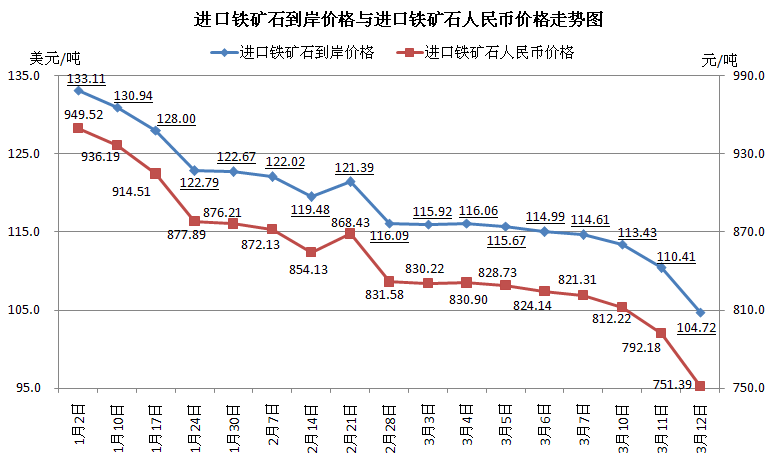 进口铁矿石到岸价格与进口铁矿石人民币价格走势图
进口铁矿石到岸价格 进口铁矿石人民币价格
美元/吨 元/吨
135.0 990.0
133.11
130.94
949.52 128.00
936.19
125.0 930.0
122.79 122.67 122.02 121.39
914.51
119.48
877.89 876.21 872.13 868.43
116.09 115.92 116.06 115.67 114.99 114.61 113.43
115.0 870.0
110.41
854.13
831.58 830.22 830.90 828.73 824.14 821.31
812.22
105.0 810.0
104.72
792.18
751.39
95.0 750.0
1月2日 1月10日 1月17日 1月24日 1月30日 2月7日 2月14日 2月21日 2月28日 3月3日 3月4日 3月5日 3月6日 3月7日 3月10日 3月11日 3月12日